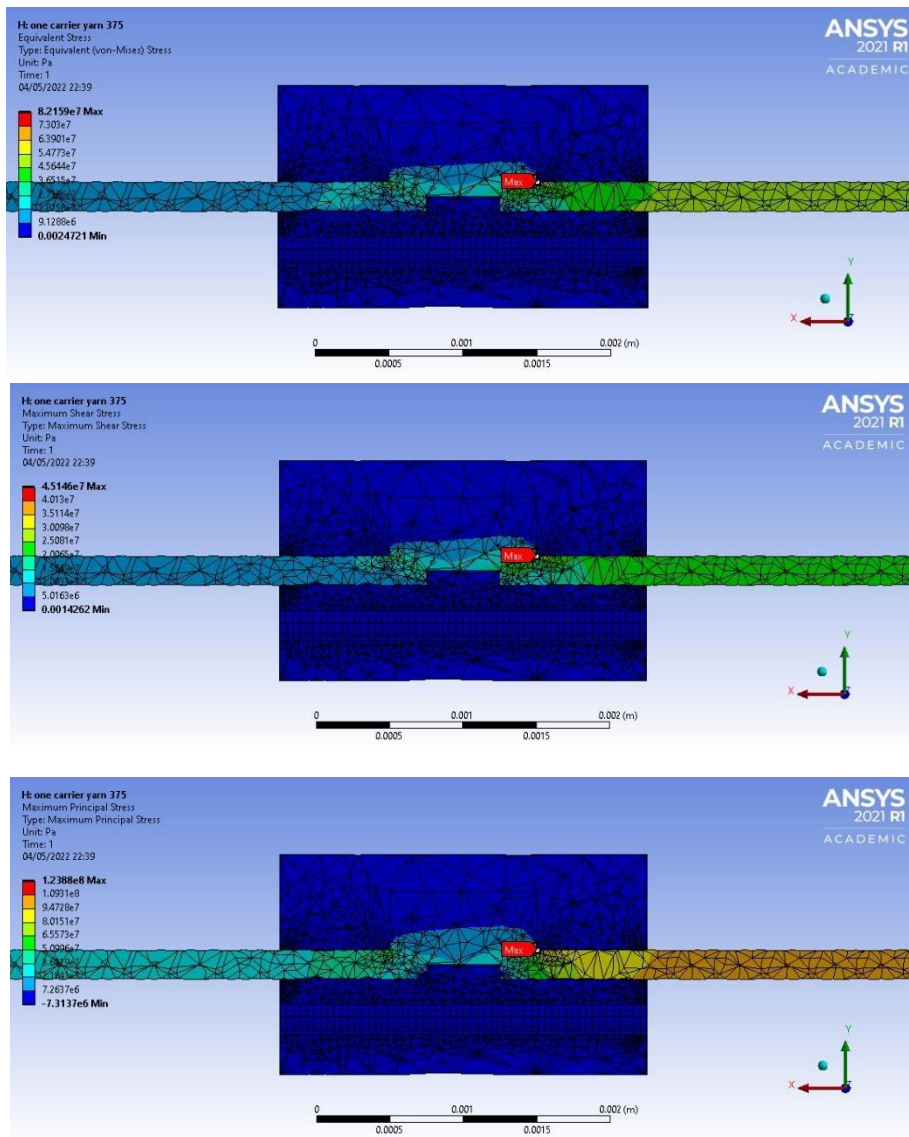 H: one carrier yarn 375
Equivalent Stress
Type: Equivalent (von-Mises) Stress
Unit: Pa
Time: 1
04/05/2022 22:39
8.2159e7 Max
7.303e7
6.3901e7
5.4773e7
4.5644e7
3.6515e7
9.1288e6
0.0024721 Min
ANSYS
2021 R1
ACADEMIC
Max
Y
X
0
0.001
0.002 (m)
0.0005
0.0015
H: one carrier yarn 375
Maximum Shear Stress
Type: Maximum Shear Stress
Unit: Pa
Time: 1
04/05/2022 22:39
4.5146e7 Max
4.013e7
3.5114e7
3.0098e7
2.5081e7
2.0065e7
5.0163e6
0.0014262 Min
ANSYS
2021 R1
ACADEMIC
Max
Y
X
0
0.001
0.002 (m)
0.0005
0.0015
H: one carrier yarn 375
Maximum Principal Stress
Type: Maximum Principal Stress
Unit: Pa
Time: 1
04/05/2022 22:39
1.2388e8 Max
1.0931e8
9.4728e7
8.0151e7
6.5573e7
5.0996e7
7.2637e6
-7.3137e6 Min
ANSYS
2021 R1
ACADEMIC
Max
Y
X
0
0.001
0.002 (m)
0.0005
0.0015